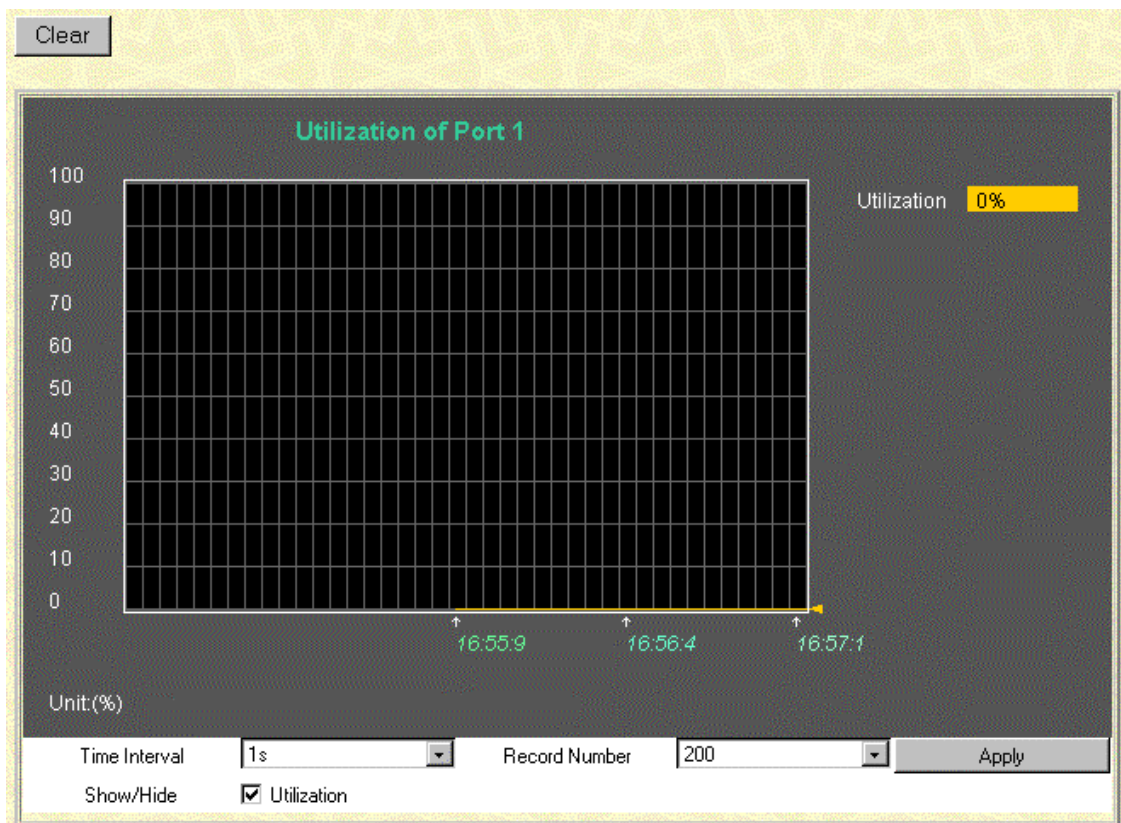 Clear
Utilization of Port 1
100
90
80
70
60
50
40
30
20
10
0
Utilization 0%
16:55:9 16:56:4 16:57:1
Unit:(%)
Time Interval 1s Record Number 200 Apply
Show/Hide Utilization